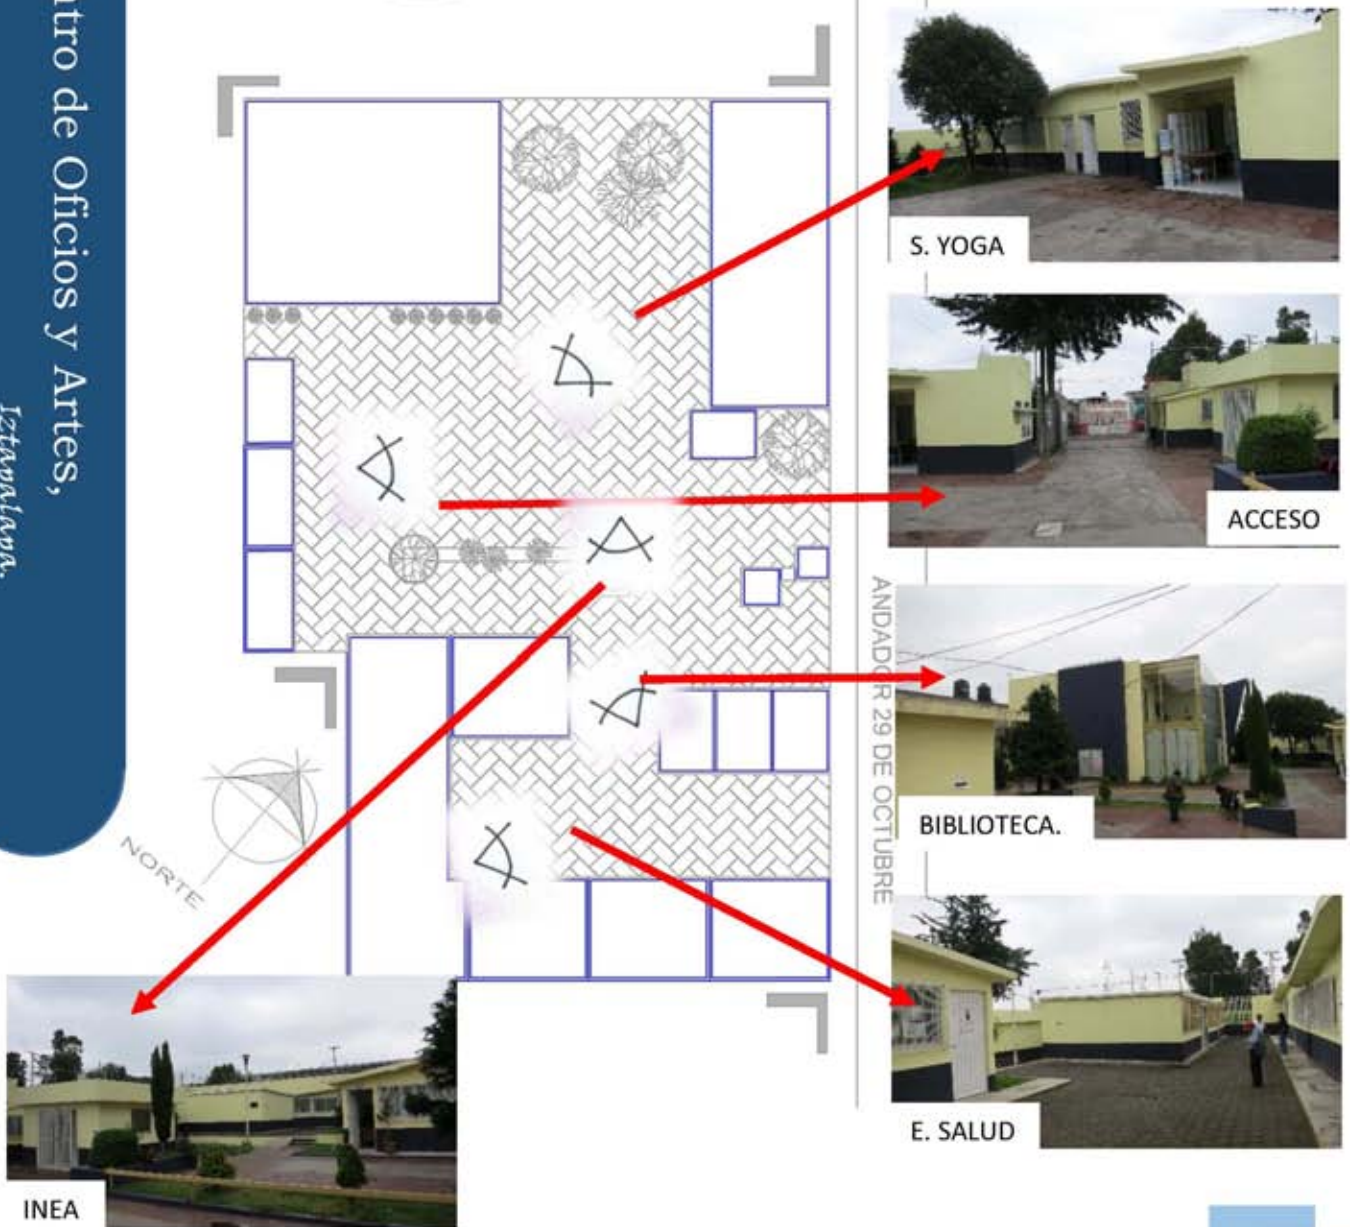 ntro de Oficios y Artes,
Iztapalapa.
S. YOGA
ACCESO
ANDADOR 29 DE OCTUBRE
BIBLIOTECA.
NORTE
E. SALUD
INEA